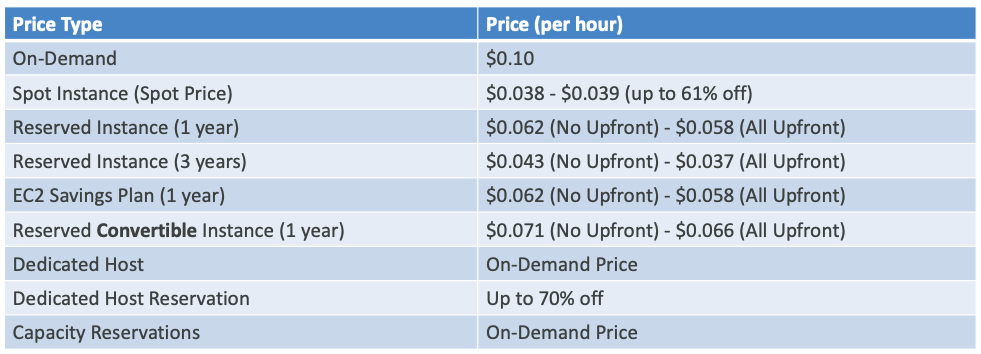 Price Type Price (per hour)
On-Demand $0.10
Spot Instance (Spot Price) $0.038 - $0.039 (up to 61% off)
Reserved Instance (1 year) $0.062 (No Upfront) - $0.058 (All Upfront)
Reserved Instance (3 years) $0.043 (No Upfront) - $0.037 (All Upfront)
EC2 Savings Plan (1 year) $0.062 (No Upfront) - $0.058 (All Upfront)
Reserved Convertible Instance (1 year) $0.071 (No Upfront) - $0.066 (All Upfront)
Dedicated Host On-Demand Price
Dedicated Host Reservation Up to 70% off
Capacity Reservations On-Demand Price